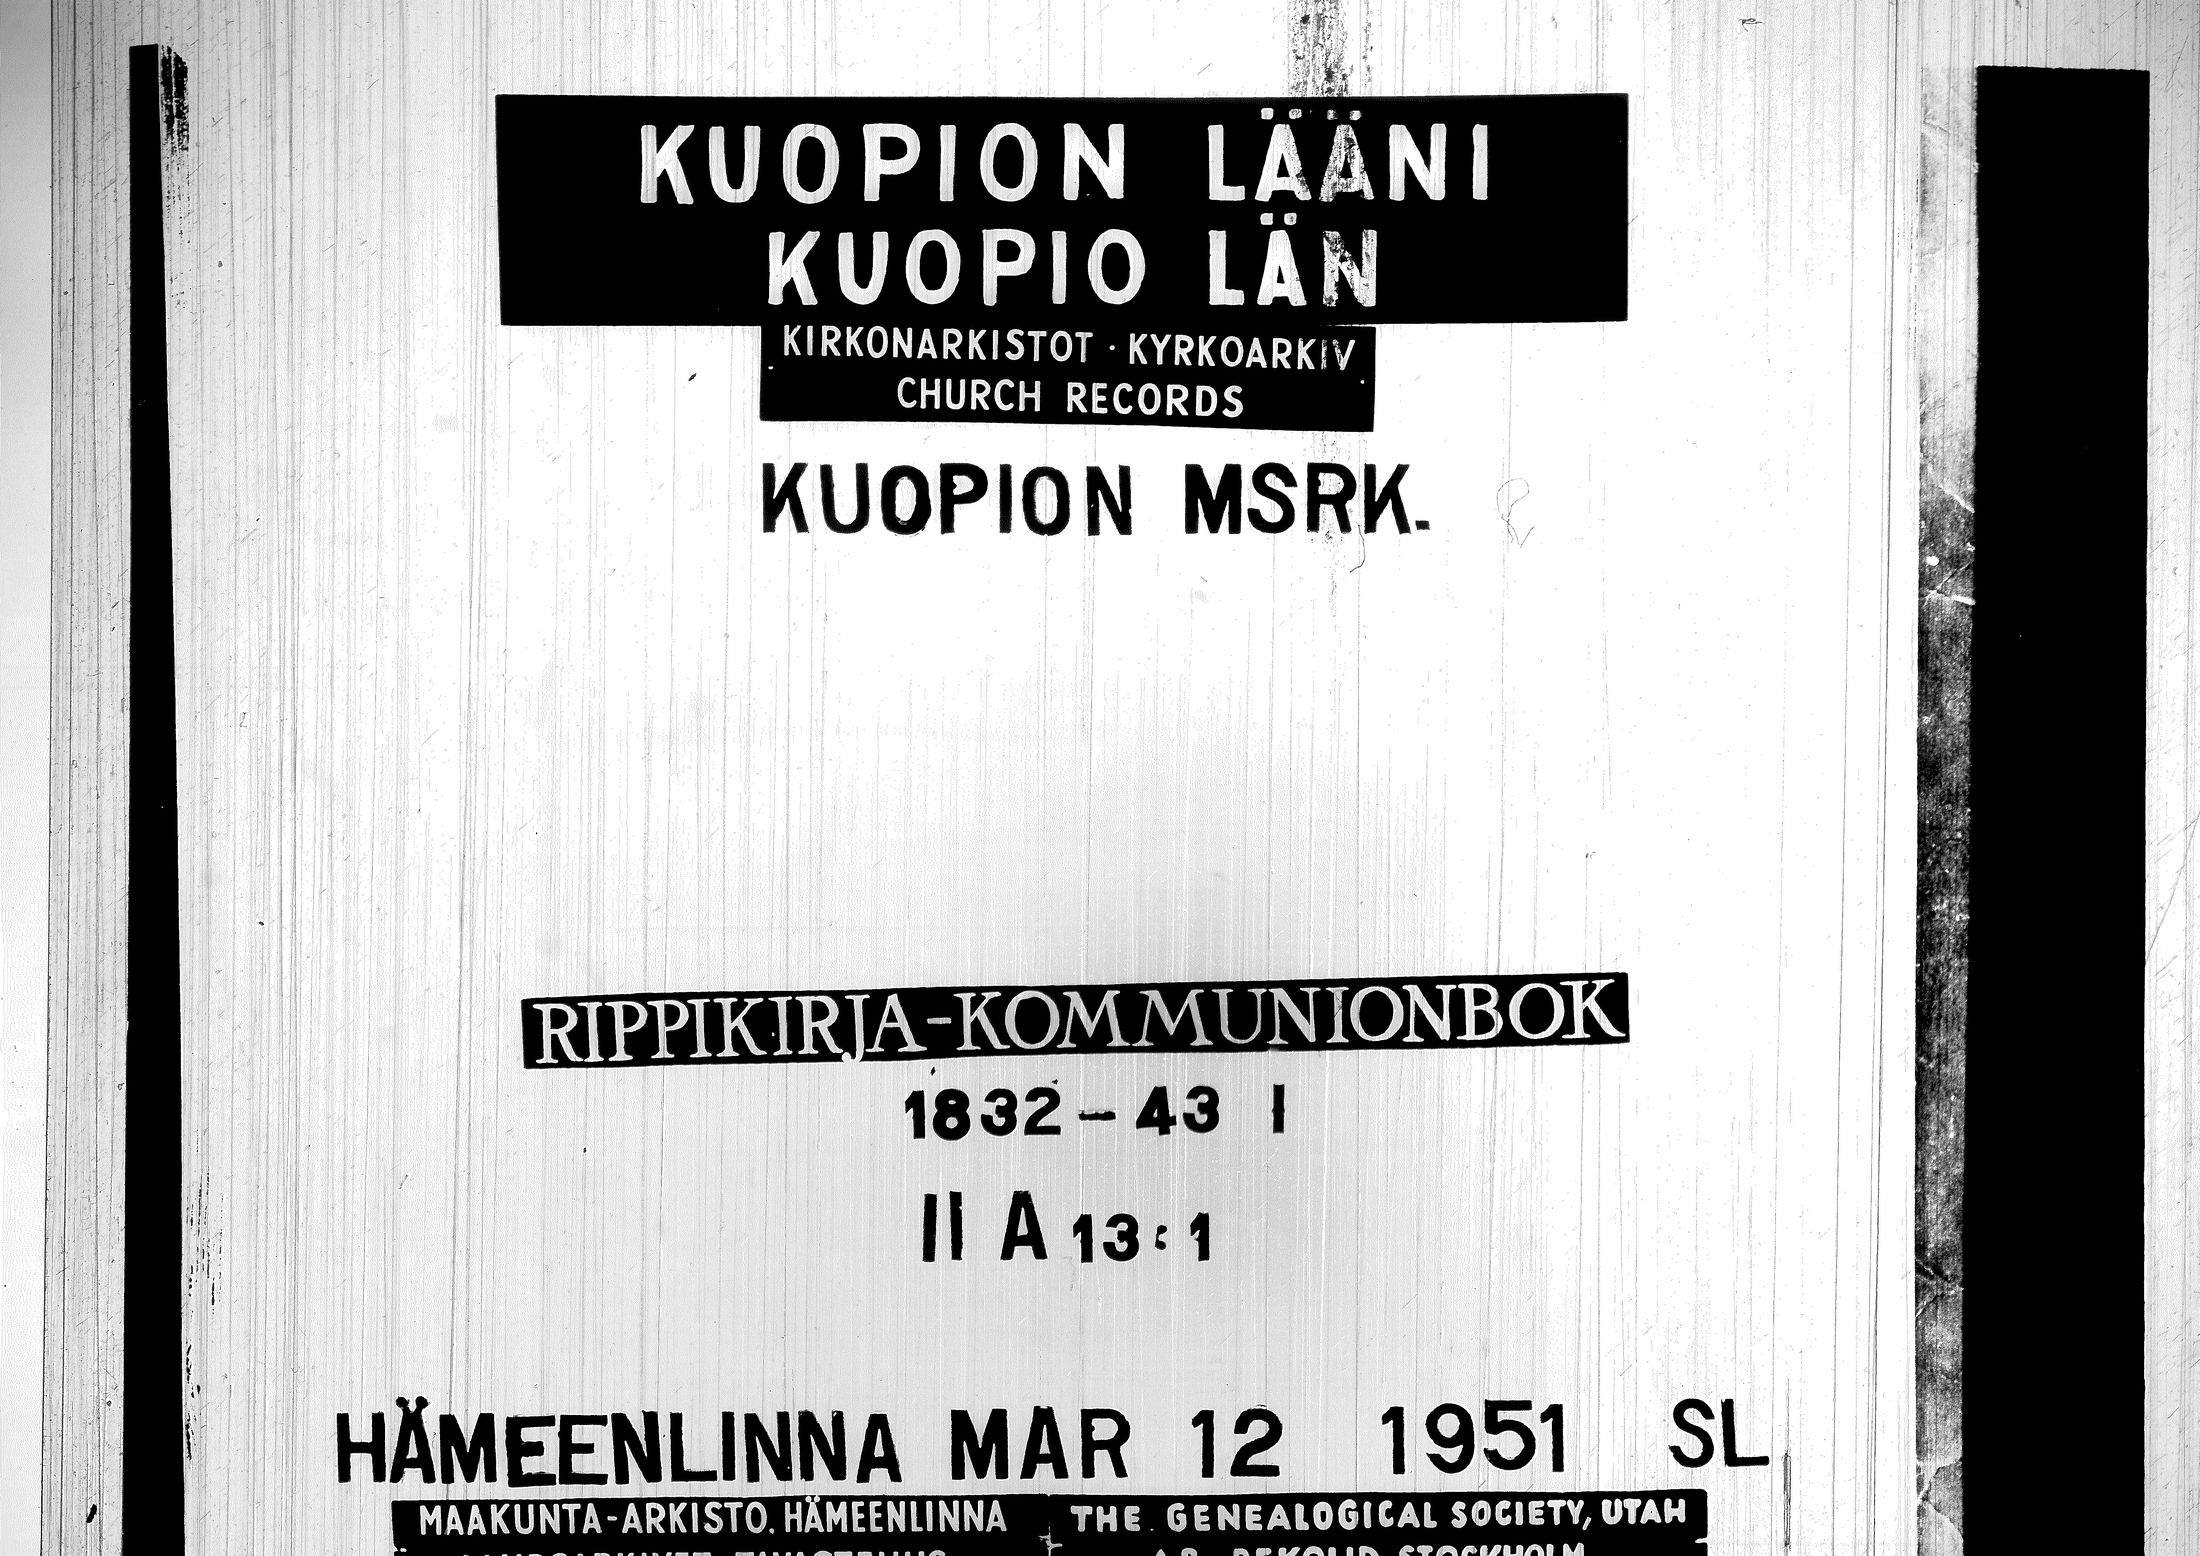 KUOPION LÄÄNI
KUOPIO LÄN
KIRKONARKISTOT · KYRKOARKIV
CHURCH RECORDS
KUOPION MSRK.
RIPPIKIRJA-KOMMUNIONBOK
1832-43 I
II A 13:1
HÄMEENLINNA MAR 12 1951 SL
MAAKUNTA-ARKISTO, HÄMEENLINNA
THE GENEALOGICAL SOCIETY, UTAH